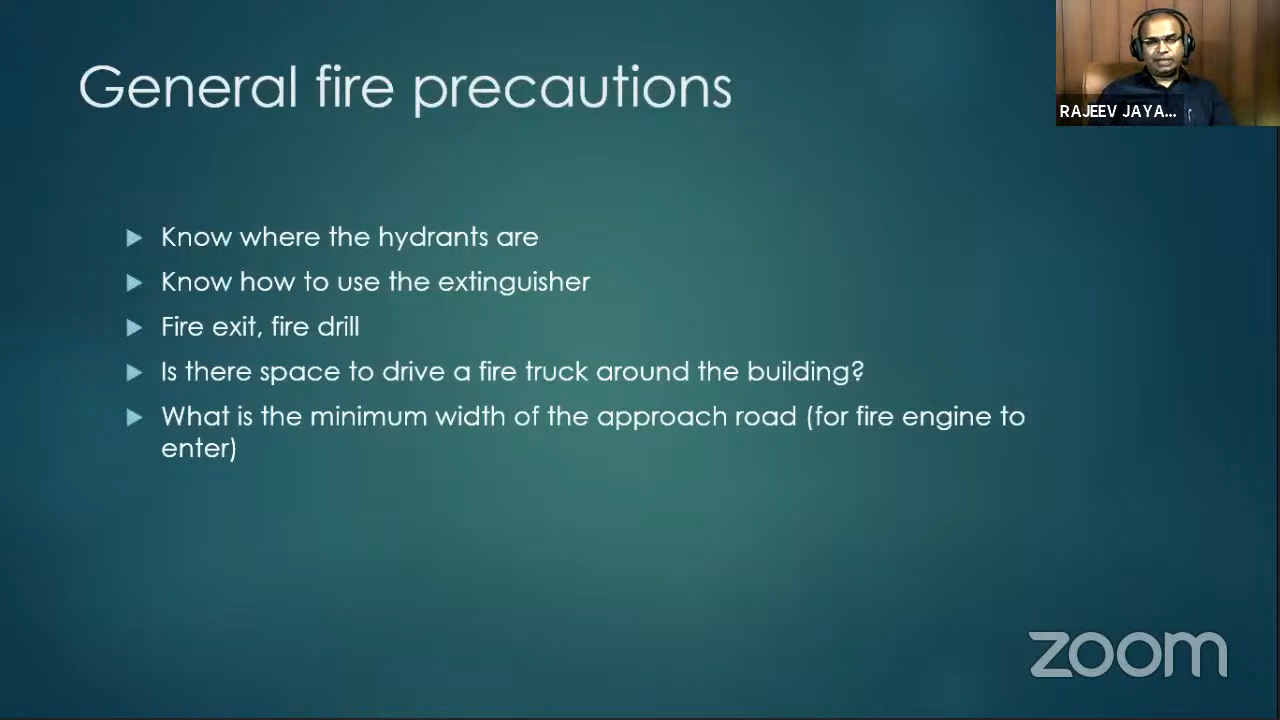 General fire precautions
RAJEEV JAYA...
Know where the hydrants are
Know how to use the extinguisher
Fire exit, fire drill
Is there space to drive a fire truck around the building?
What is the minimum width of the approach road (for fire engine to
enter)
zoom